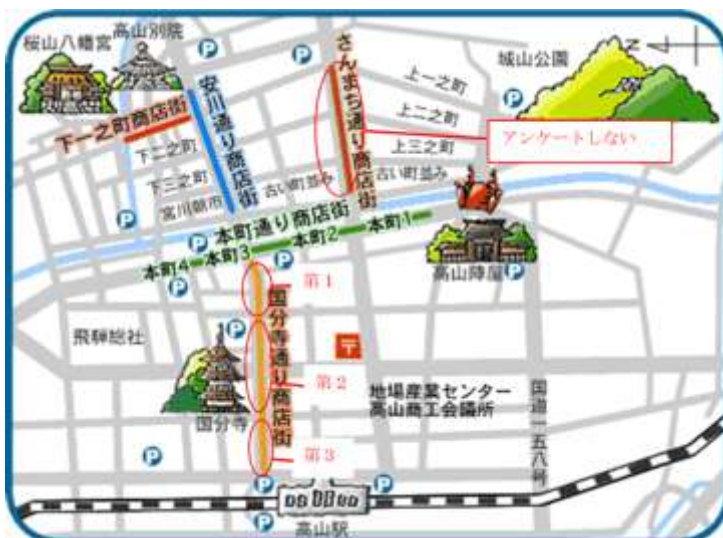 桜山八幡宮
高山別院
P
P
さんまち通り商店街
城山公園
N
安川通り商店街
下一之町商店街
上一之町
上二之町
上三之町
アンケートしない
P
下二之町
下三之町
宮川朝市
古い町並み
古い町並み
P
本町通り商店街
本町4
本町3
本町2
本町1
高山陣屋
P
P
P
P
第1
国分寺通り商店街
飛騨総社
P
〒
P
第2
国分寺
地場産業センター
高山商工会議所
国道一五八号
P
P
第3
P
P
P
高山駅